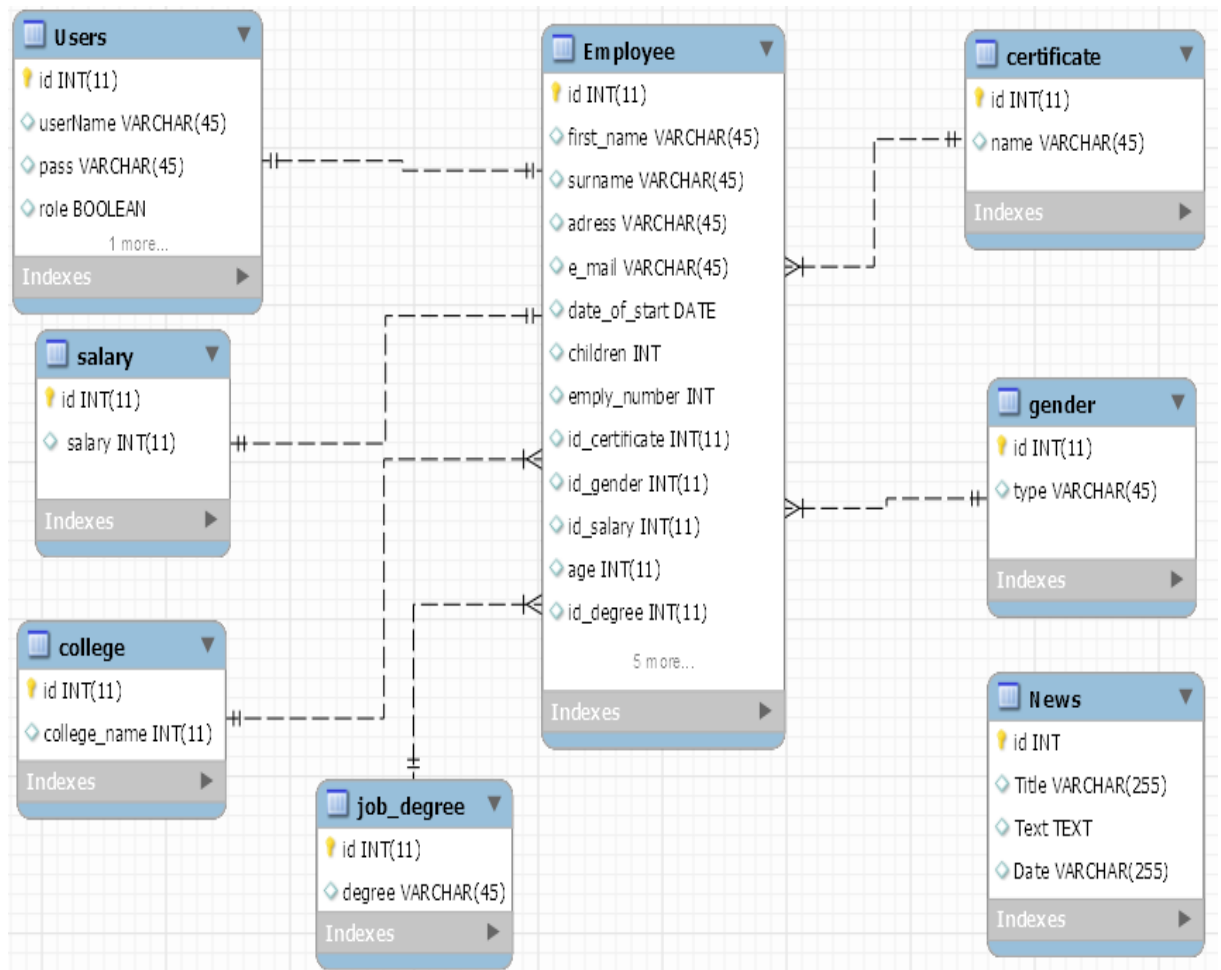 Users
id INT(11)
userName VARCHAR(45)
pass VARCHAR(45)
role BOOLEAN
1 more...
Indexes
salary
id INT(11)
salary INT(11)
Indexes
college
id INT(11)
college_name INT(11)
Indexes
job_degree
id INT(11)
degree VARCHAR(45)
Indexes
Employee
id INT(11)
first_name VARCHAR(45)
surname VARCHAR(45)
adress VARCHAR(45)
e_mail VARCHAR(45)
date_of_start DATE
children INT
emply_number INT
id_certificate INT(11)
id_gender INT(11)
id_salary INT(11)
age INT(11)
id_degree INT(11)
5 more...
Indexes
certificate
id INT(11)
name VARCHAR(45)
Indexes
gender
id INT(11)
type VARCHAR(45)
Indexes
News
id INT
Title VARCHAR(255)
Text TEXT
Date VARCHAR(255)
Indexes